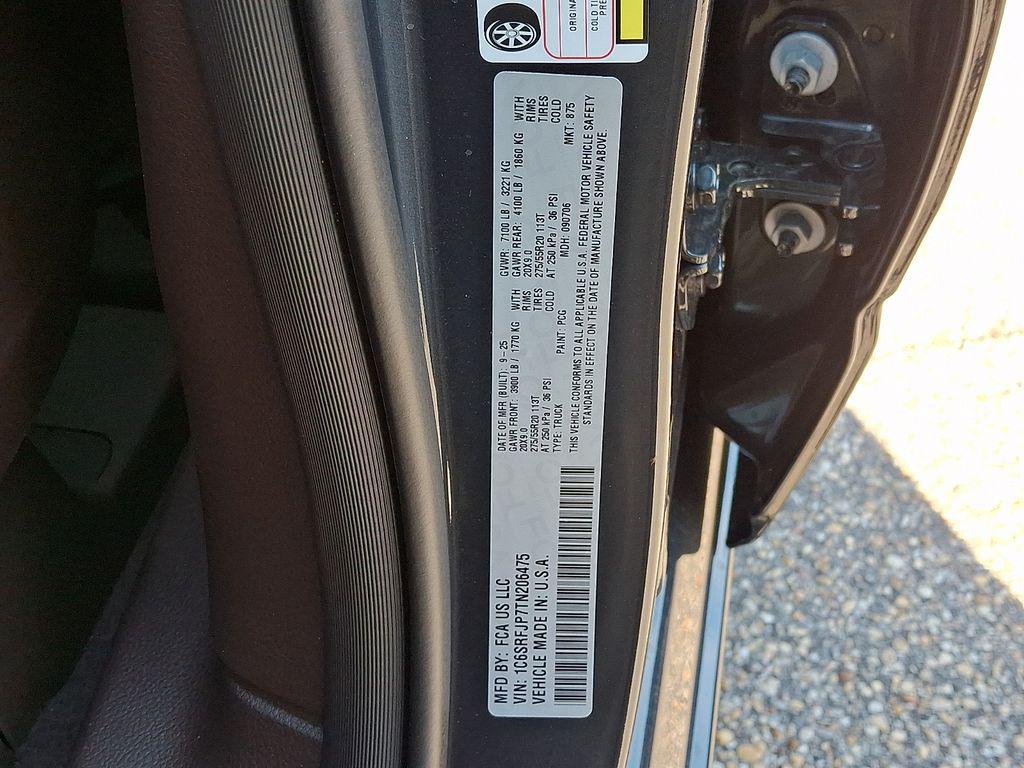 ORIGINA
COLD TI
PRE
MFD BY: FCA US LLC
VIN: 1C6SRFJP7TN206475
VEHICLE MADE IN: U.S.A.
DATE OF MFR (BUILT): 9-25 GVWR: 7100 LB / 3221 KG
GAWR FRONT: 3900 LB / 1770 KG WITH GAWR REAR: 4100 LB / 1860 KG WITH
20X9.0 RIMS 20X9.0 RIMS
275/55R20 113T TIRES 275/55R20 113T TIRES
AT 250 kPa / 36 PSI COLD AT 250 kPa / 36 PSI COLD
TYPE: TRUCK PAINT: PCG MDH: 090706 MKT: 875
THIS VEHICLE CONFORMS TO ALL APPLICABLE U.S.A. FEDERAL MOTOR VEHICLE SAFETY
STANDARDS IN EFFECT ON THE DATE OF MANUFACTURE SHOWN ABOVE.